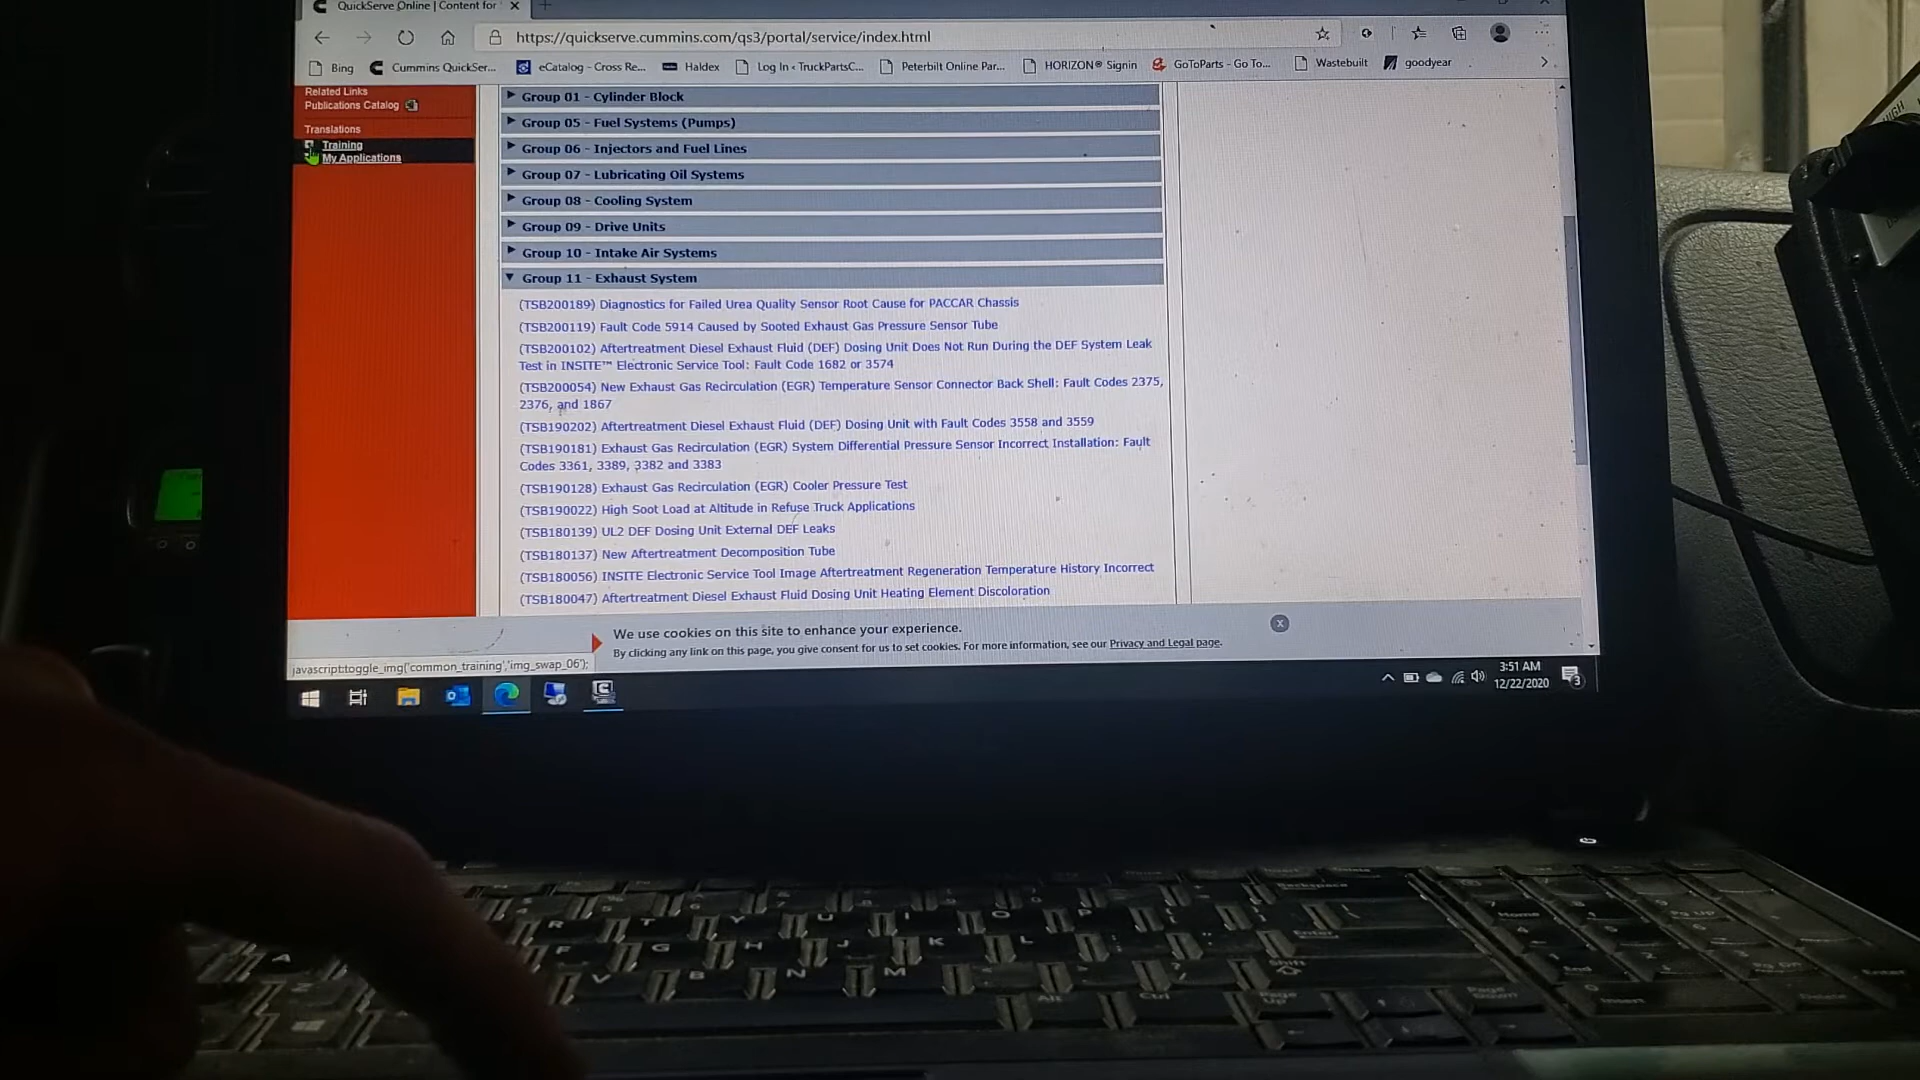 QuickServe Online | Content for
https://quickserve.cummins.com/qs3/portal/service/index.html
Bing
Cummins QuickSer...
eCatalog - Cross Re...
Haldex
Log In ‹ TruckPartsC...
Peterbilt Online Par...
HORIZON® Signin
GoToParts - Go To...
Wastebuilt
goodyear
Related Links
Publications Catalog
Translations
Training
My Applications
Group 01 - Cylinder Block
Group 05 - Fuel Systems (Pumps)
Group 06 - Injectors and Fuel Lines
Group 07 - Lubricating Oil Systems
Group 08 - Cooling System
Group 09 - Drive Units
Group 10 - Intake Air Systems
Group 11 - Exhaust System
(TSB200189) Diagnostics for Failed Urea Quality Sensor Root Cause for PACCAR Chassis
(TSB200119) Fault Code 5914 Caused by Sooted Exhaust Gas Pressure Sensor Tube
(TSB200102) Aftertreatment Diesel Exhaust Fluid (DEF) Dosing Unit Does Not Run During the DEF System Leak
Test in INSITE™ Electronic Service Tool: Fault Code 1682 or 3574
(TSB200054) New Exhaust Gas Recirculation (EGR) Temperature Sensor Connector Back Shell: Fault Codes 2375,
2376, and 1867
(TSB190202) Aftertreatment Diesel Exhaust Fluid (DEF) Dosing Unit with Fault Codes 3558 and 3559
(TSB190181) Exhaust Gas Recirculation (EGR) System Differential Pressure Sensor Incorrect Installation: Fault
Codes 3361, 3389, 3382 and 3383
(TSB190128) Exhaust Gas Recirculation (EGR) Cooler Pressure Test
(TSB190022) High Soot Load at Altitude in Refuse Truck Applications
(TSB180139) UL2 DEF Dosing Unit External DEF Leaks
(TSB180137) New Aftertreatment Decomposition Tube
(TSB180056) INSITE Electronic Service Tool Image Aftertreatment Regeneration Temperature History Incorrect
(TSB180047) Aftertreatment Diesel Exhaust Fluid Dosing Unit Heating Element Discoloration
We use cookies on this site to enhance your experience.
By clicking any link on this page, you give consent for us to set cookies. For more information, see our Privacy and Legal page.
javascript:toggle_img('common_training','img_swap_06');
3:51 AM
12/22/2020
3
HIGH
Backspace
R T Y U I O P
A F G H J K L
Enter
Z V B N M
Shift
Alt
Ctrl
Page Up
Home
End
Insert
Delete
Enter